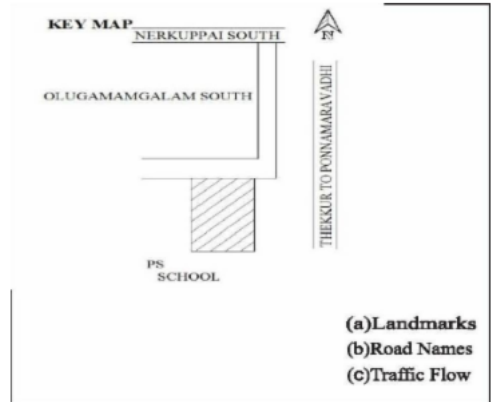 KEY MAP
NERKUPPAI SOUTH
N
OLUGAMAMGALAM SOUTH
THEKKUR TO PONNAMARAVADHI
PS
SCHOOL
(a)Landmarks
(b)Road Names
(c)Traffic Flow